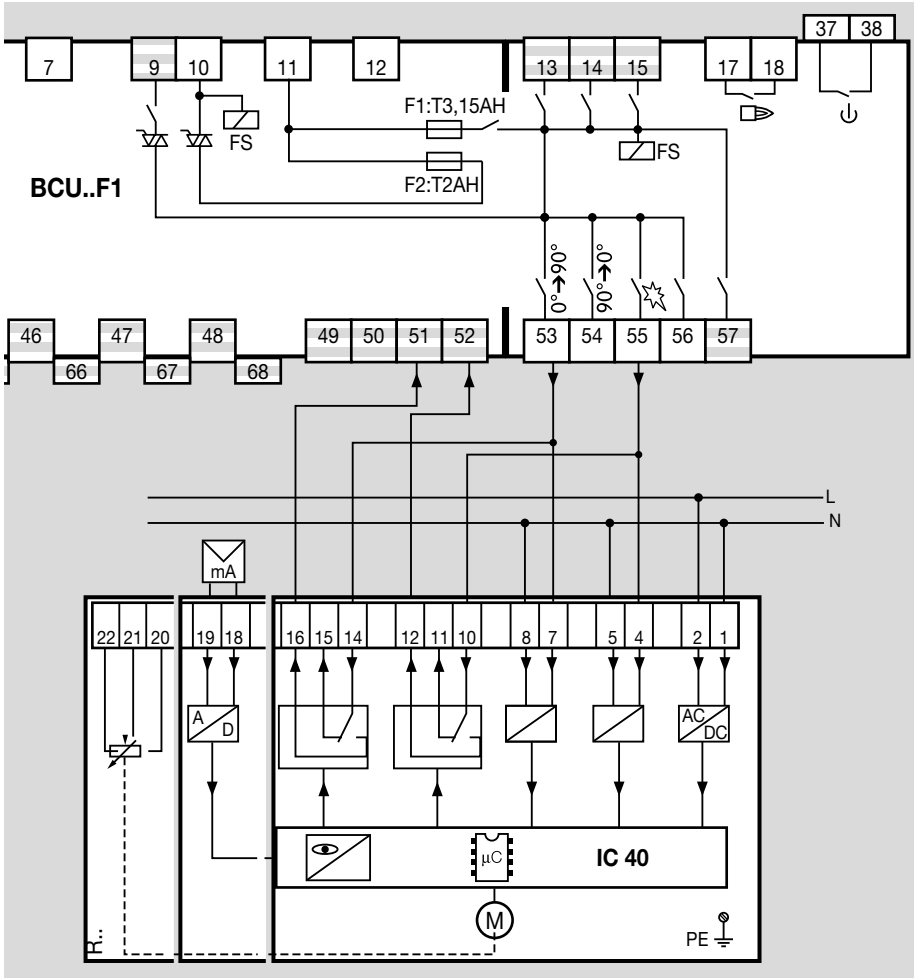 37 38
7 9 10 11 12 13 14 15 17 18
F1:T3,15AH
FS
FS
F2:T2AH
BCU..F1
0°➔90°
90°➔0°
46 47 48 49 50 51 52 53 54 55 56 57
66 67 68
L
N
mA
22 21 20 19 18 16 15 14 12 11 10 8 7 5 4 2 1
A
D
AC
DC
µC
IC 40
M
PE
R..